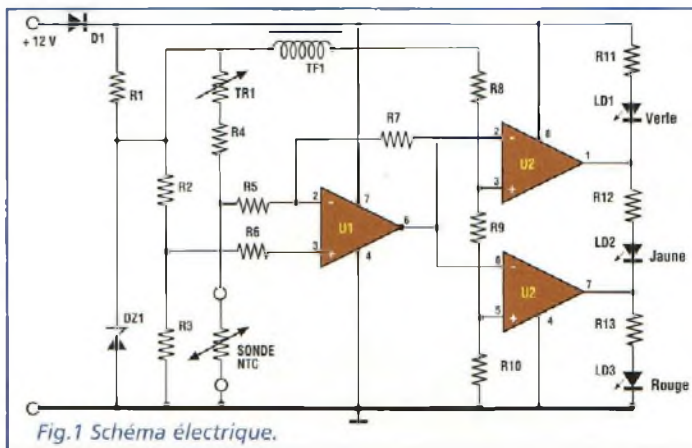 + 12 V
D1
R1
TR1
R4
TF1
R8
R11
LD1
Verte
R7
R2
R5
R6
2
-
3
+
U1
7
4
6
2
-
3
+
U2
8
1
R9
R12
LD2
Jaune
6
-
5
+
U2
7
4
DZ1
R3
SONDE
NTC
R10
R13
LD3
Rouge
Fig.1 Schéma électrique.